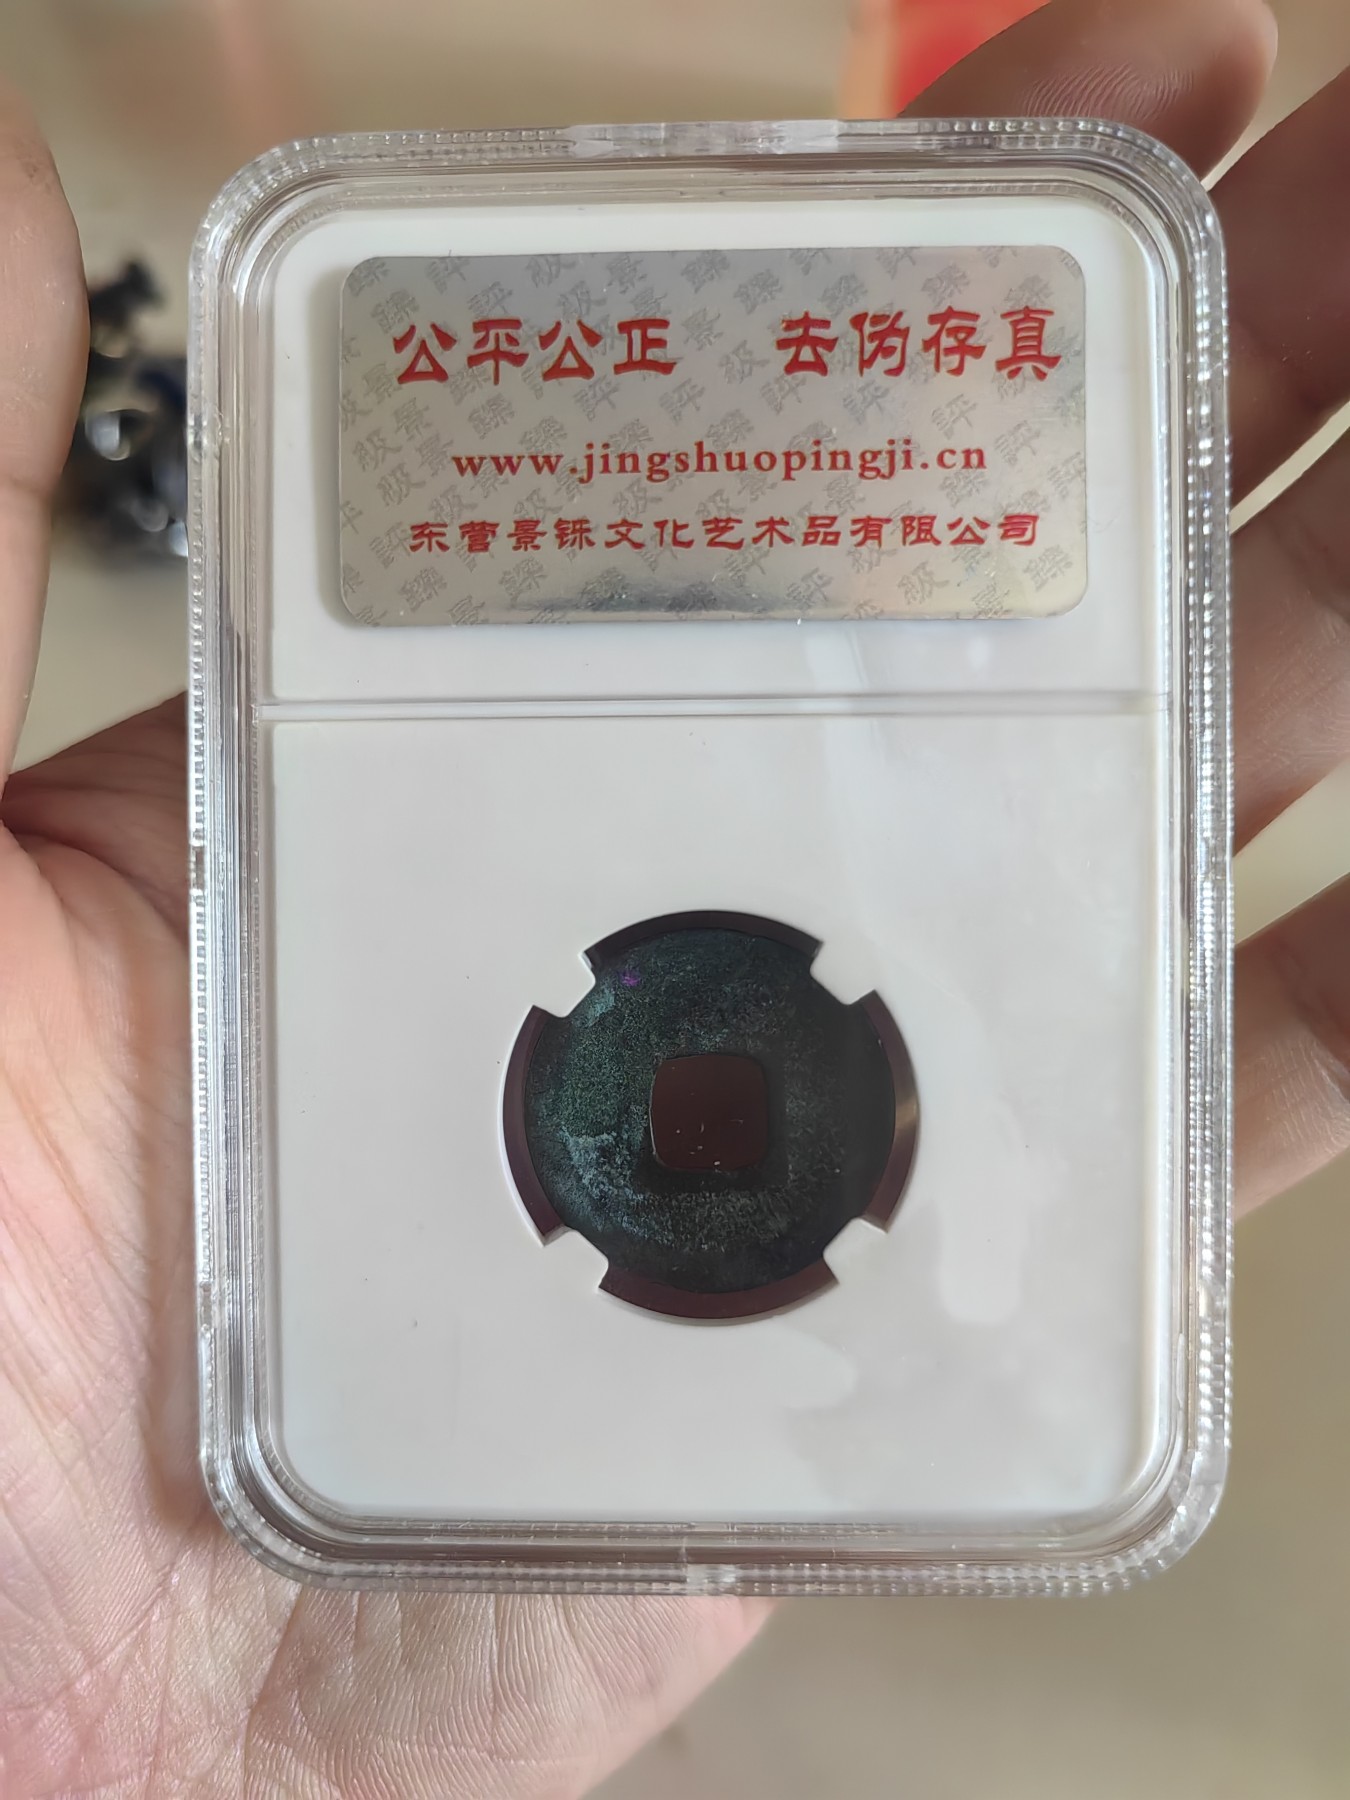 公平公正 去伪存真
www.jingshuopingji.cn
东营景铄文化艺术品有限公司